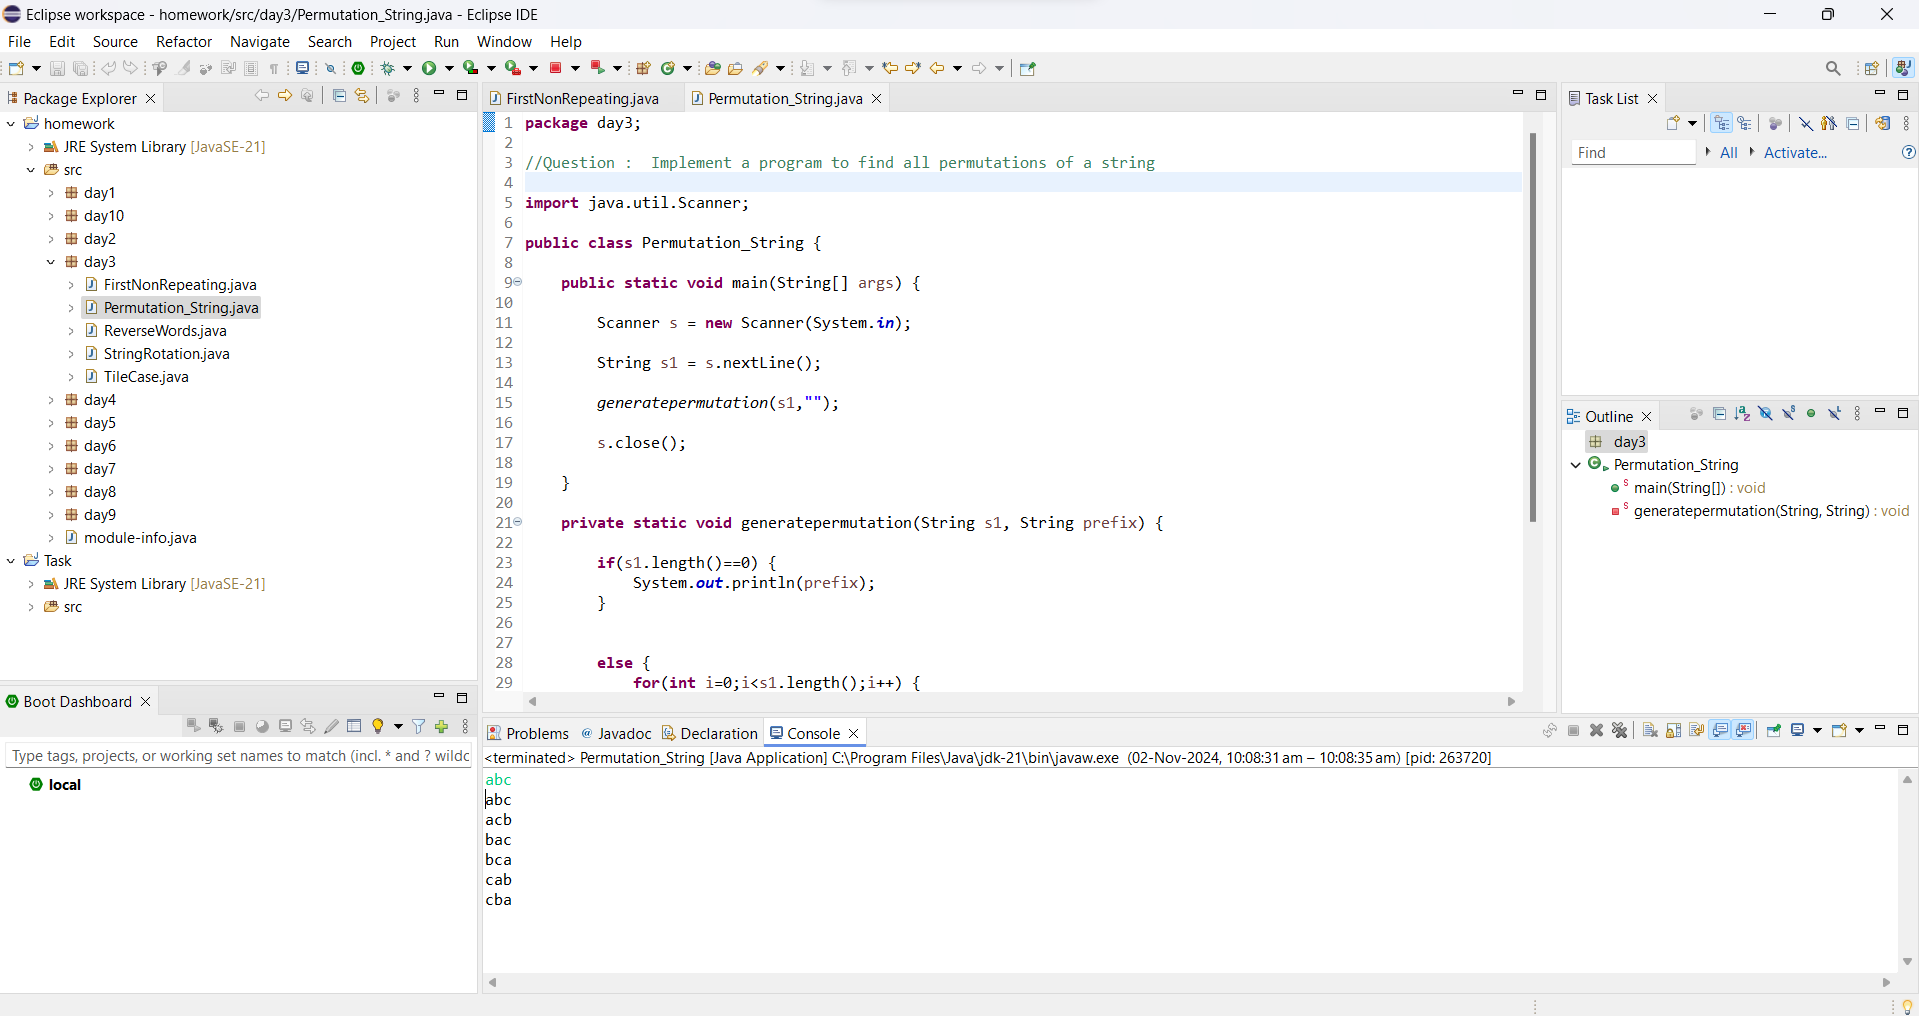 Eclipse workspace - homework/src/day3/Permutation_String.java - Eclipse IDE
File Edit Source Refactor Navigate Search Project Run Window Help
Package Explorer
homework
JRE System Library [JavaSE-21]
src
day1
day10
day2
day3
FirstNonRepeating.java
Permutation_String.java
ReverseWords.java
StringRotation.java
TileCase.java
day4
day5
day6
day7
day8
day9
module-info.java
Task
JRE System Library [JavaSE-21]
src
Boot Dashboard
Type tags, projects, or working set names to match (incl. * and ? wildc
local
FirstNonRepeating.java Permutation_String.java
1 package day3;
2
3 //Question :  Implement a program to find all permutations of a string
4
5 import java.util.Scanner;
6
7 public class Permutation_String {
8
9     public static void main(String[] args) {
10
11         Scanner s = new Scanner(System.in);
12
13         String s1 = s.nextLine();
14
15         generatepermutation(s1,"");
16
17         s.close();
18
19     }
20
21     private static void generatepermutation(String s1, String prefix) {
22
23         if(s1.length()==0) {
24             System.out.println(prefix);
25         }
26
27
28         else {
29             for(int i=0;i<s1.length();i++) {
Problems @ Javadoc Declaration Console
<terminated> Permutation_String [Java Application] C:\Program Files\Java\jdk-21\bin\javaw.exe (02-Nov-2024, 10:08:31 am – 10:08:35 am) [pid: 263720]
abc
abc
acb
bac
bca
cab
cba
Task List
Find All Activate...
Outline
day3
Permutation_String
main(String[]) : void
generatepermutation(String, String) : void